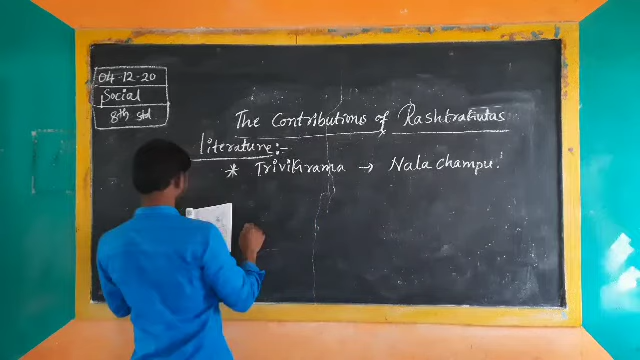 04-12-20
Social
8th Std
The Contributions of Rashtrakutas
literature:-
* Trivikrama → Nala champu.